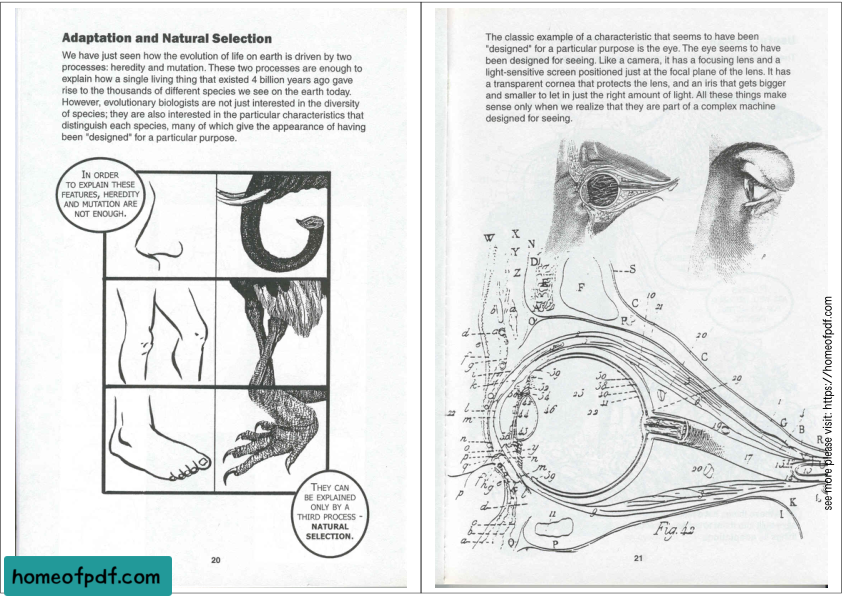 Adaptation and Natural Selection
We have just seen how the evolution of life on earth is driven by two
processes: heredity and mutation. These two processes are enough to
explain how a single living thing that existed 4 billion years ago gave
rise to the thousands of different species we see on the earth today.
However, evolutionary biologists are not just interested in the diversity
of species; they are also interested in the particular characteristics that
distinguish each species, many of which give the appearance of having
been "designed" for a particular purpose.
IN ORDER
TO EXPLAIN THESE
FEATURES, HEREDITY
AND MUTATION ARE
NOT ENOUGH.
THEY CAN
BE EXPLAINED
ONLY BY A
THIRD PROCESS -
NATURAL
SELECTION.
20
homeofpdf.com
The classic example of a characteristic that seems to have been
"designed" for a particular purpose is the eye. The eye seems to have
been designed for seeing. Like a camera, it has a focusing lens and a
light-sensitive screen positioned just at the focal plane of the lens. It has
a transparent cornea that protects the lens, and an iris that gets bigger
and smaller to let in just the right amount of light. All these things make
sense only when we realize that they are part of a complex machine
designed for seeing.
W
X
Y
Z
N
D
F
S
C
10
21
20
C
29
23
22
19
17
G
B
R
K
I
11
P
Q
Fig. 42
21
see more please visit: https://homeofpdf.com